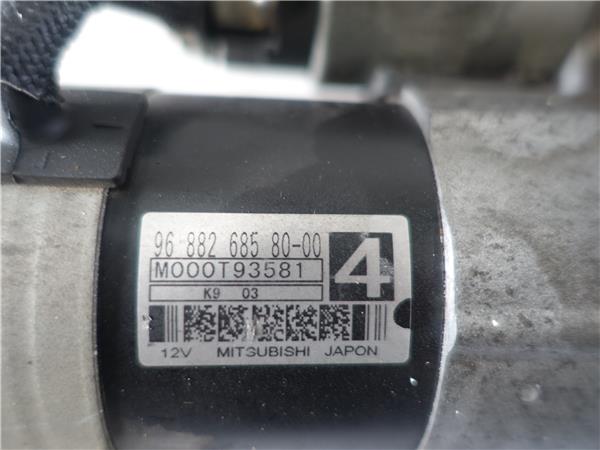 96 882 685 80-00
M000T93581
4
K9 03
12V MITSUBISHI JAPON